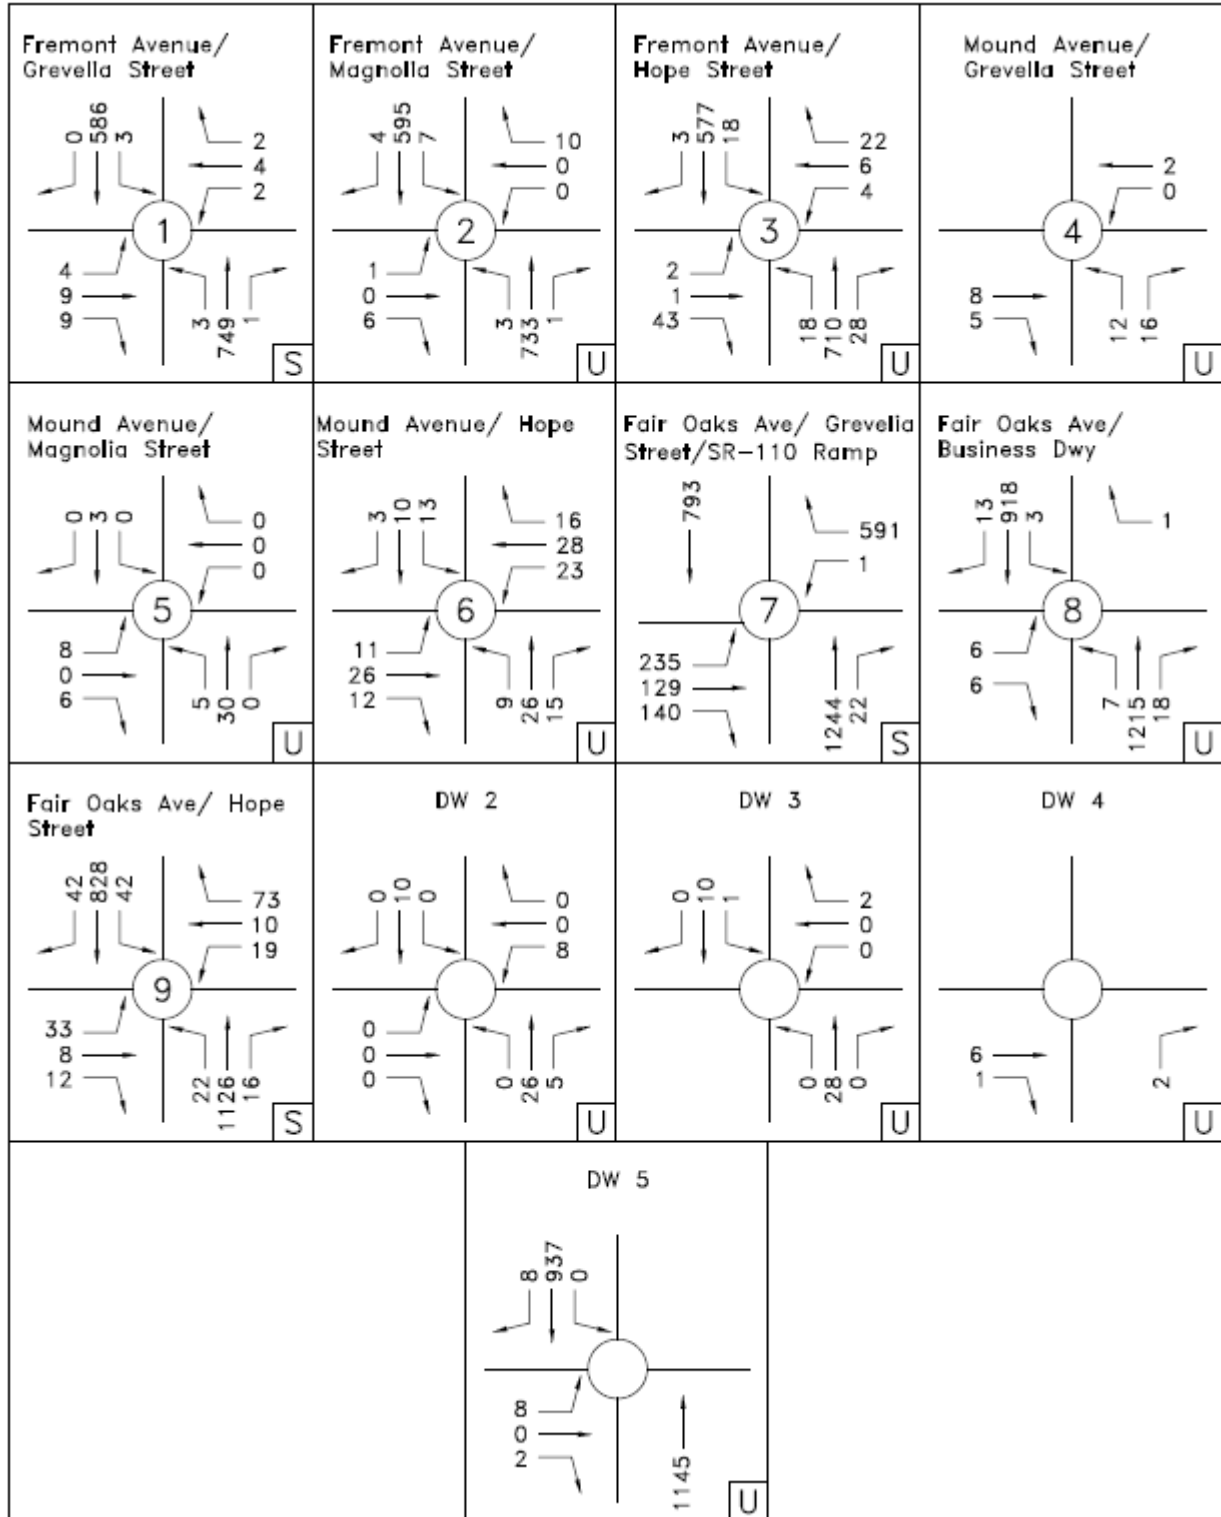 Fremont Avenue/
Grevella Street
0 586 3
2
4
2
1
4
9
9
3 749 1
S
Fremont Avenue/
Magnolla Street
4 595 7
10
0
0
2
1
0
6
3 733 1
U
Fremont Avenue/
Hope Street
3 577 18
22
6
4
3
2
1
43
18 710 28
U
Mound Avenue/
Grevella Street
2
0
4
8
5
12 16
U
Mound Avenue/
Magnolia Street
0 3 0
0
0
0
5
8
0
6
5 30 0
U
Mound Avenue/ Hope
Street
3 10 13
16
28
23
6
11
26
12
9 26 15
U
Fair Oaks Ave/ Grevelia
Street/SR-110 Ramp
793
591
1
7
235
129
140
1244 22
S
Fair Oaks Ave/
Business Dwy
13 918 3
1
8
6
6
7 1215 18
U
Fair Oaks Ave/ Hope
Street
42 828 42
73
10
19
9
33
8
12
22 1126 16
S
DW 2
0 10 0
0
0
8
0
0
0
0 26 5
U
DW 3
0 10 1
2
0
0
0 28 0
U
DW 4
6
1
2
U
DW 5
8 937 0
8
0
2
1145
U